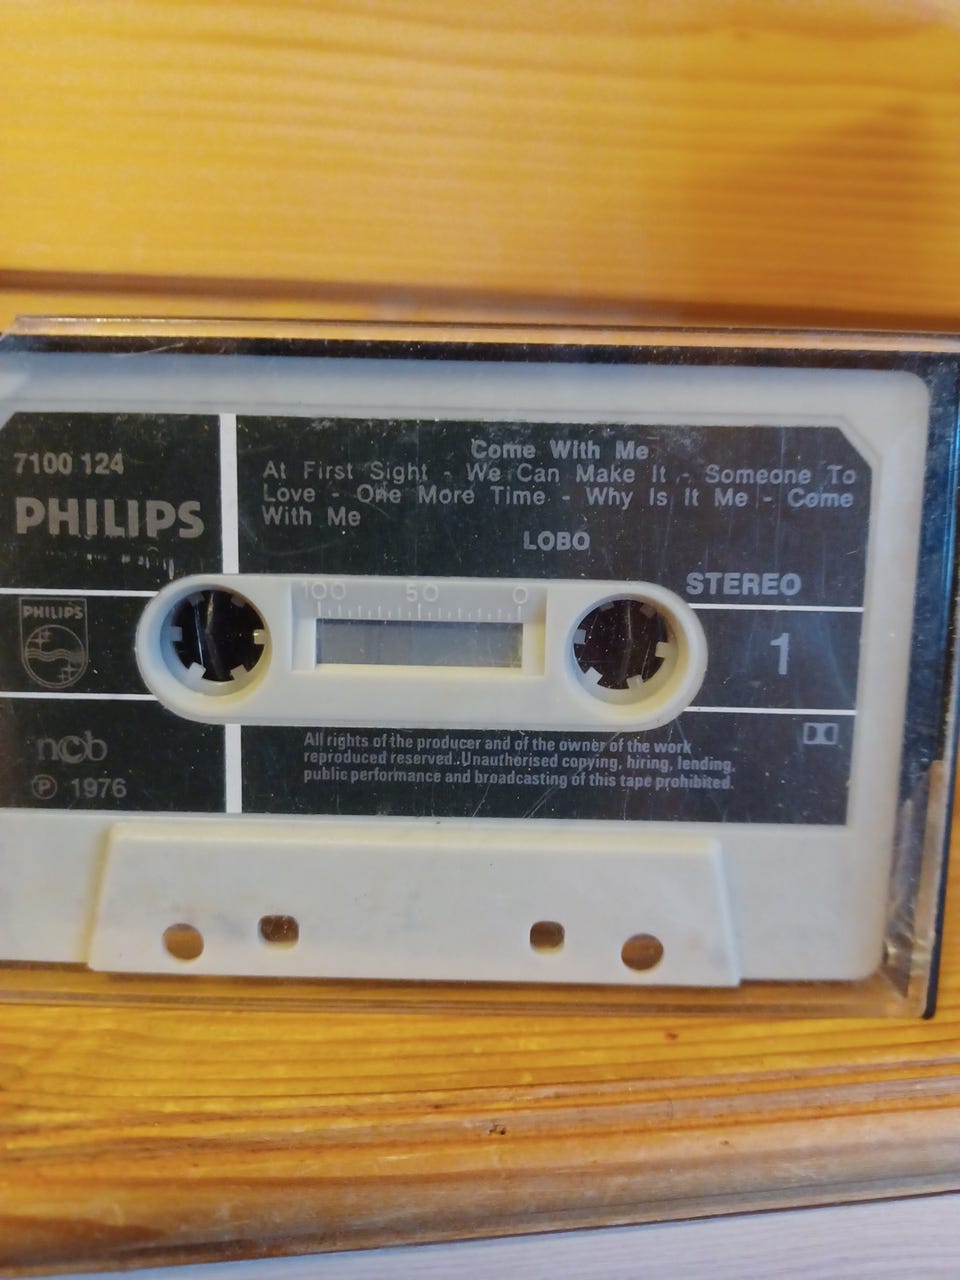 7100 124
PHILIPS
Come With Me
At First Sight - We Can Make It - Someone To
Love - One More Time - Why Is It Me - Come
With Me
LOBO
STEREO
100 50 0
PHILIPS
1
ncb
℗ 1976
All rights of the producer and of the owner of the work
reproduced reserved. Unauthorised copying, hiring, lending,
public performance and broadcasting of this tape prohibited.